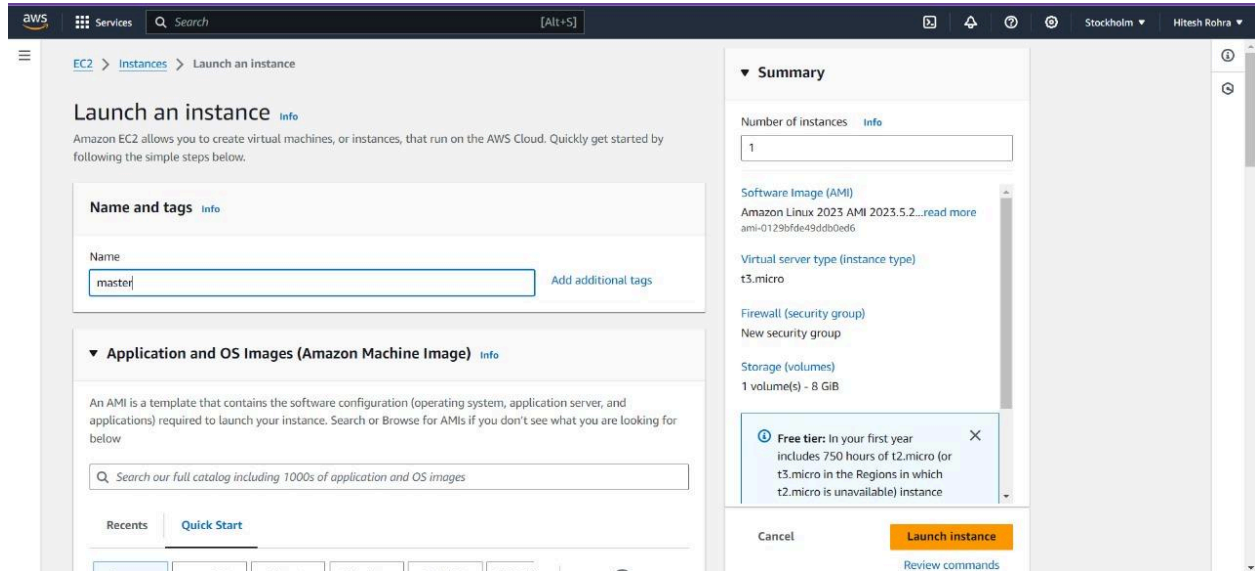 aws
Services
Search
[Alt+S]
Stockholm ▼
Hitesh Rohra ▼
EC2 > Instances > Launch an instance
Launch an instance Info
Amazon EC2 allows you to create virtual machines, or instances, that run on the AWS Cloud. Quickly get started by
following the simple steps below.
Name and tags Info
Name
master
Add additional tags
▼ Application and OS Images (Amazon Machine Image) Info
An AMI is a template that contains the software configuration (operating system, application server, and
applications) required to launch your instance. Search or Browse for AMIs if you don't see what you are looking for
below
Search our full catalog including 1000s of application and OS images
Recents
Quick Start
▼ Summary
Number of instances Info
1
Software Image (AMI)
Amazon Linux 2023 AMI 2023.5.2...read more
ami-0129bfde49ddb0ed6
Virtual server type (instance type)
t3.micro
Firewall (security group)
New security group
Storage (volumes)
1 volume(s) - 8 GiB
Free tier: In your first year
includes 750 hours of t2.micro (or
t3.micro in the Regions in which
t2.micro is unavailable) instance
Cancel
Launch instance
Review commands